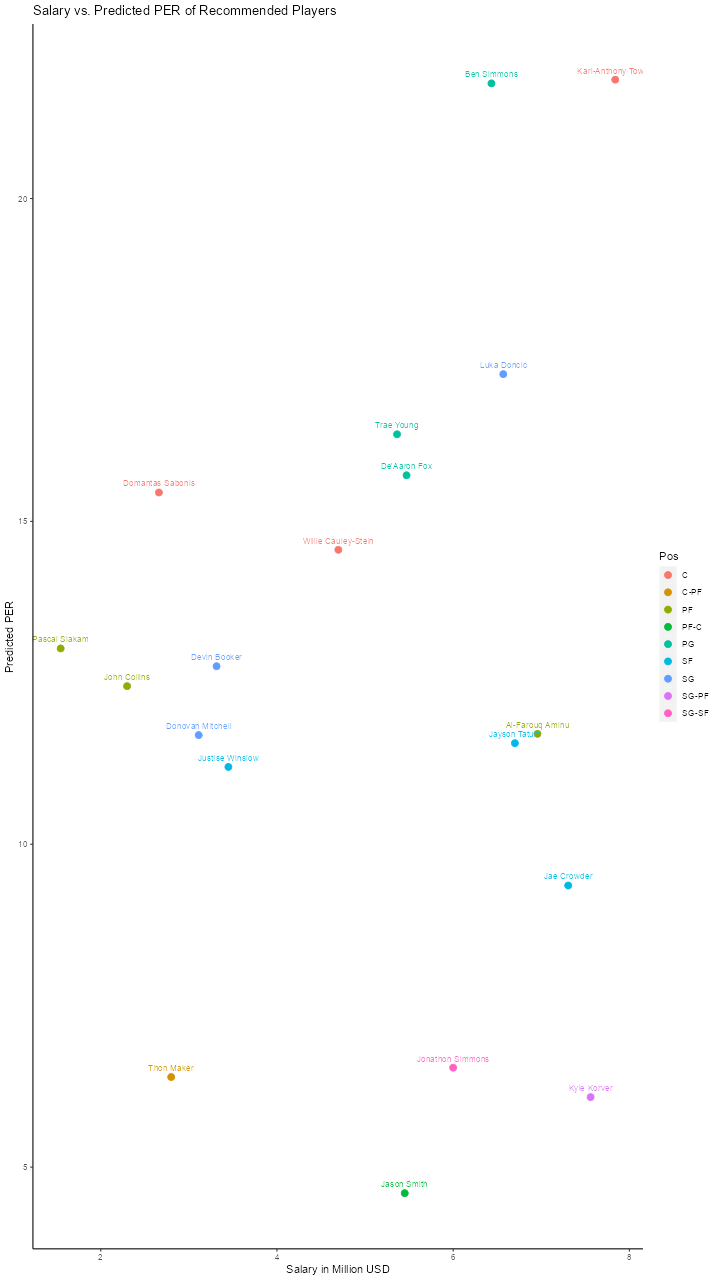 Salary vs. Predicted PER of Recommended Players
Karl-Anthony Tow
Ben Simmons
20
Luka Doncic
Trae Young
De'Aaron Fox
Domantas Sabonis
15
Willie Cauley-Stein
Pos
C
C-PF
PF
PF-C
PG
SF
SG
SG-PF
SG-SF
Predicted PER
Pascal Siakam
Devin Booker
John Collins
Donovan Mitchell
Al-Farouq Aminu
Jayson Tatu
Justise Winslow
10
Jae Crowder
Jonathon Simmons
Thon Maker
Kyle Korver
5
Jason Smith
2
4
6
8
Salary in Million USD